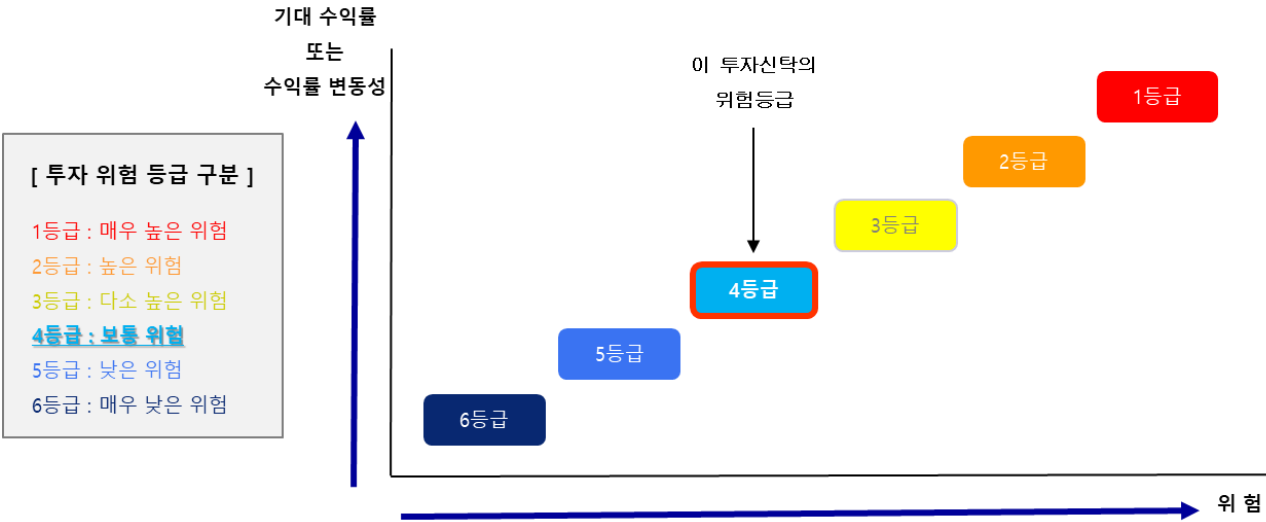 기대 수익률
또는
수익률 변동성
이 투자신탁의
위험등급
1등급
2등급
3등급
4등급
5등급
6등급
[ 투자 위험 등급 구분 ]
1등급 : 매우 높은 위험
2등급 : 높은 위험
3등급 : 다소 높은 위험
4등급 : 보통 위험
5등급 : 낮은 위험
6등급 : 매우 낮은 위험
위 험